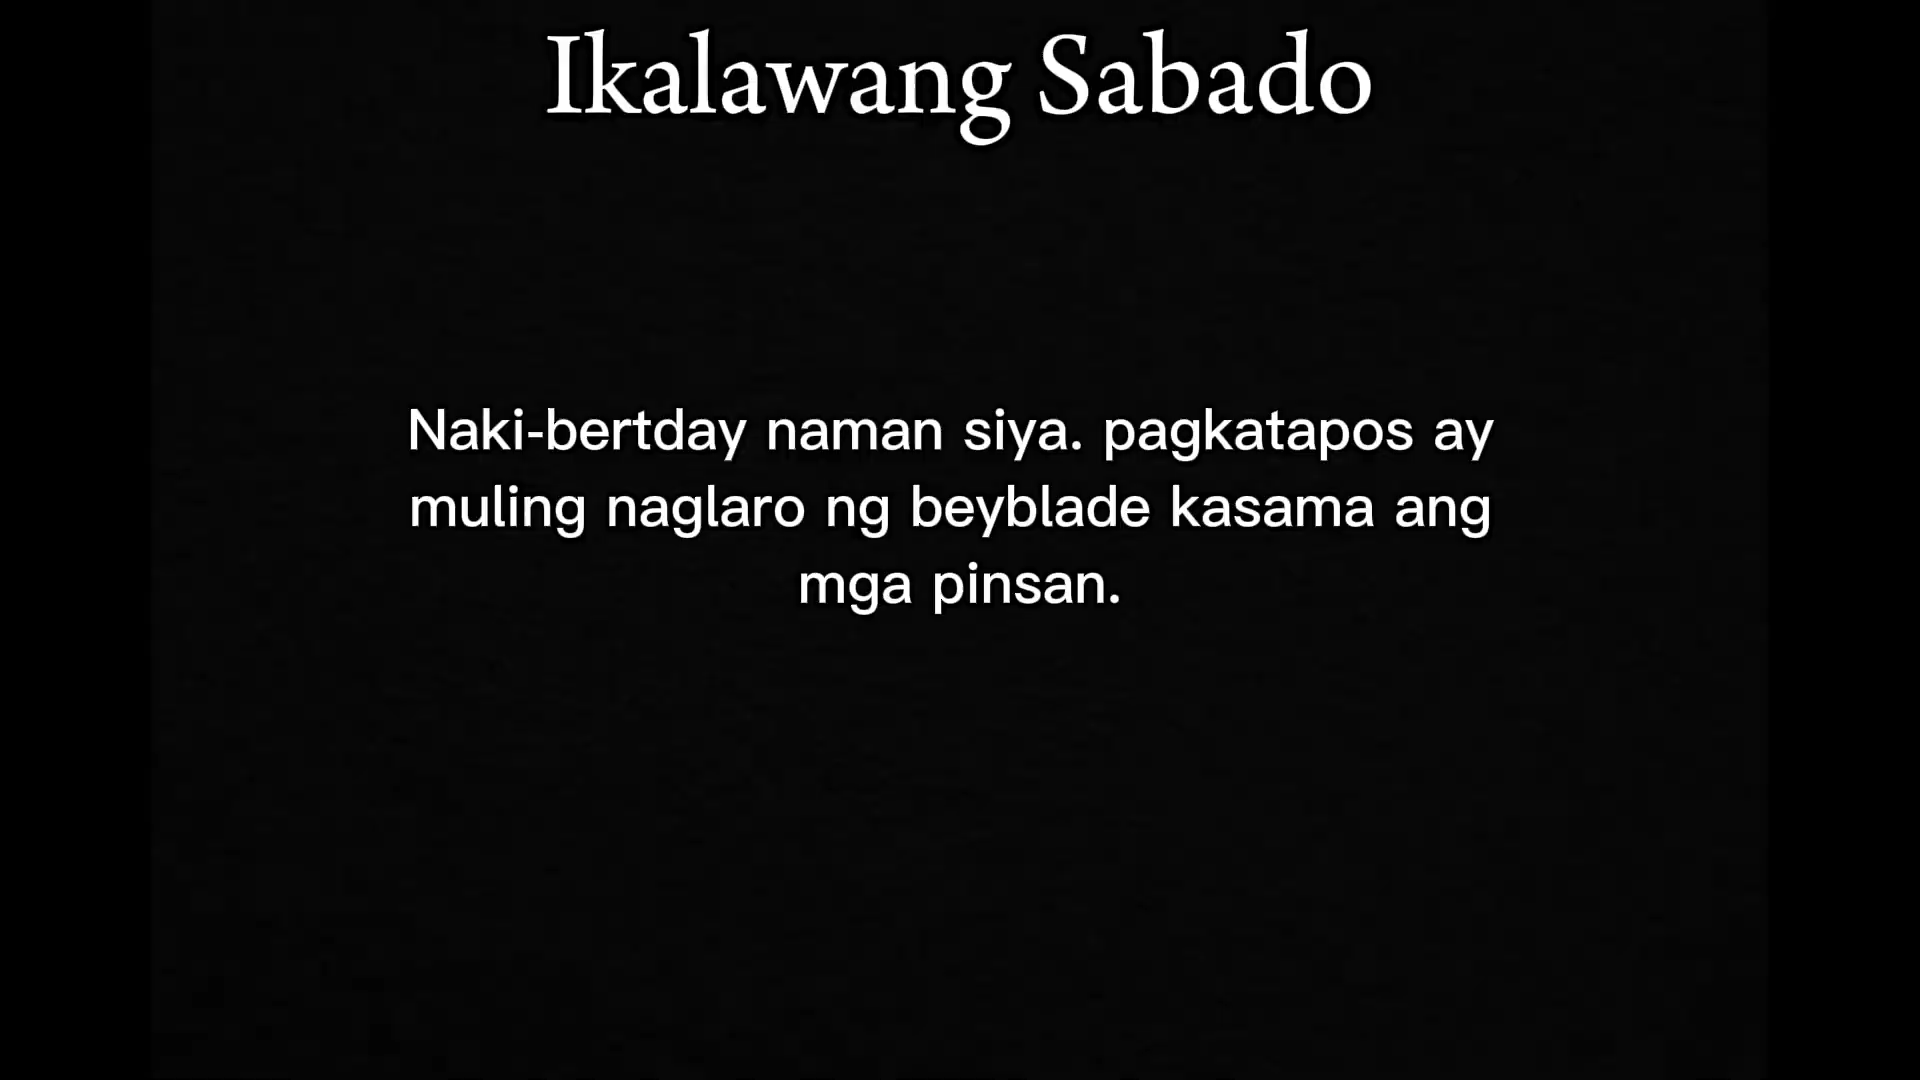 Ikalawang Sabado
Naki-bertday naman siya. pagkatapos ay
muling naglaro ng beyblade kasama ang
mga pinsan.